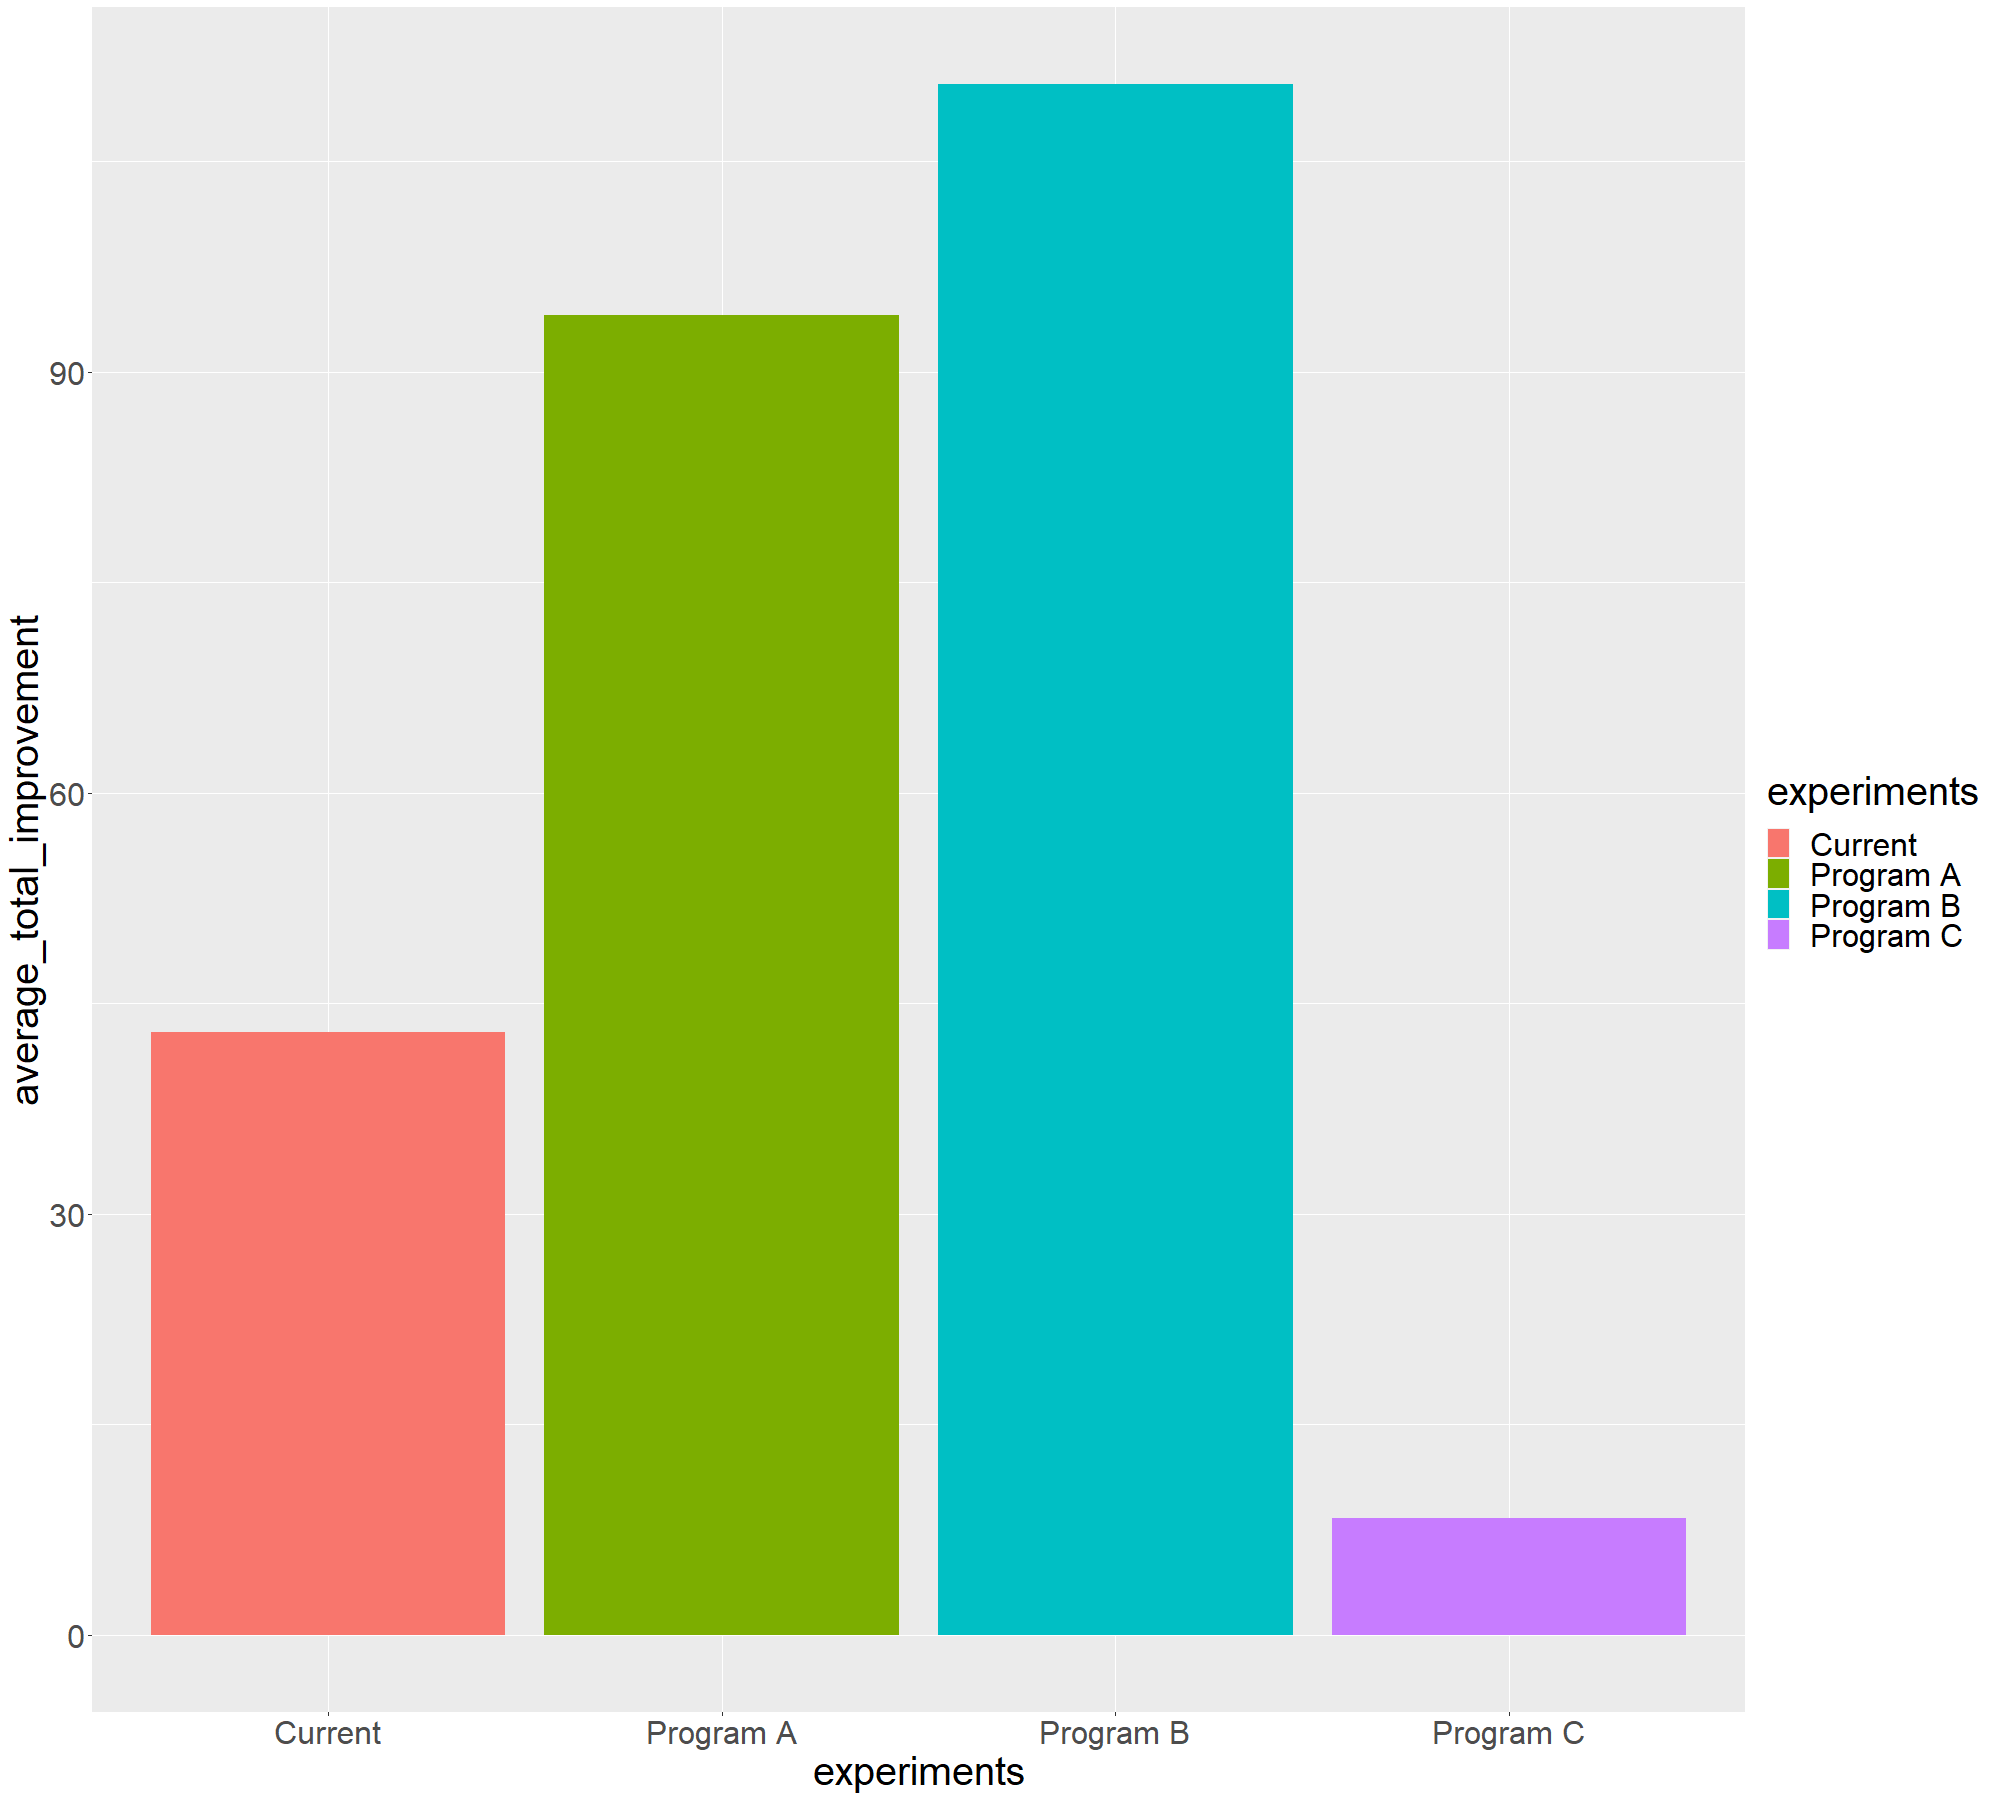 average_total_improvement
90
60
30
0
Current
Program A
Program B
Program C
experiments
experiments
Current
Program A
Program B
Program C